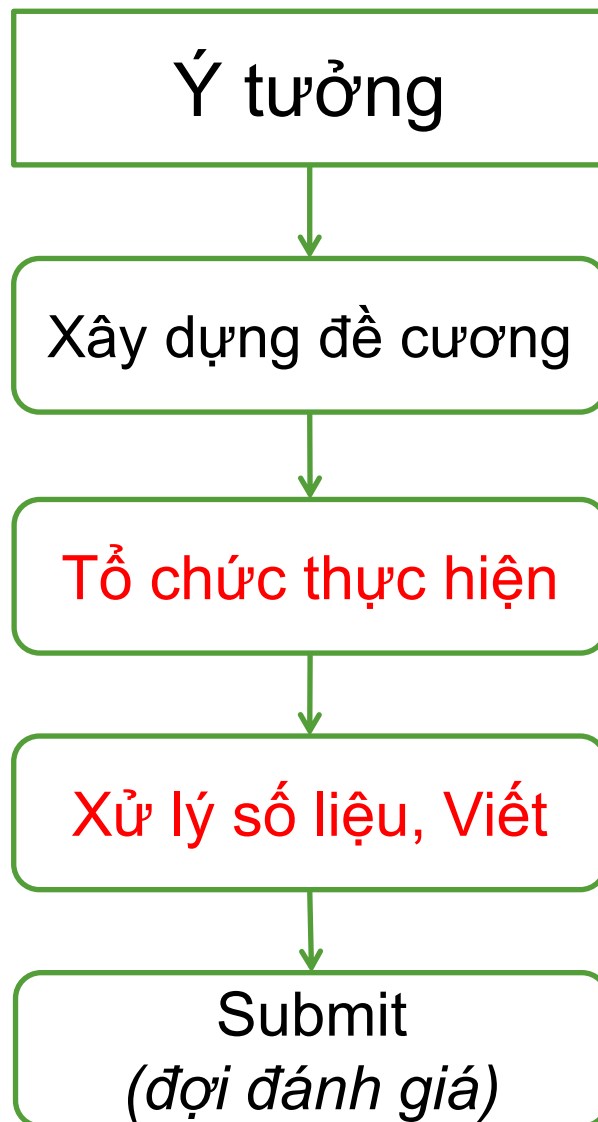 Ý tưởng
Xây dựng đề cương
Tổ chức thực hiện
Xử lý số liệu, Viết
Submit
(đợi đánh giá)